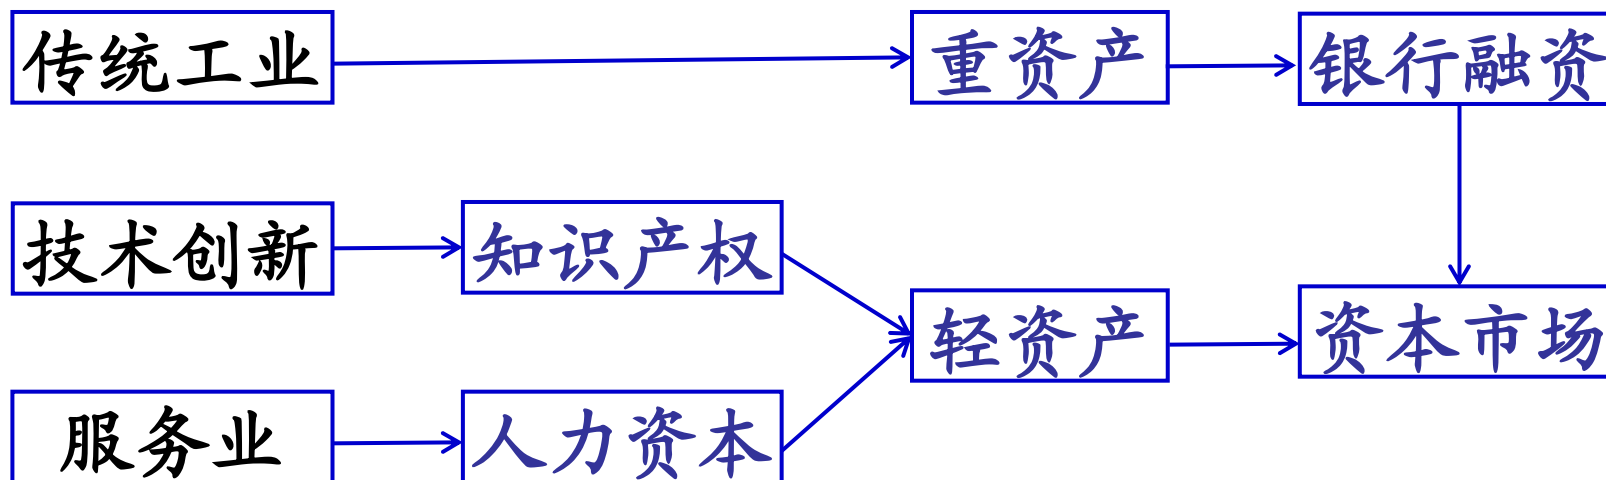 传统工业
重资产
银行融资
技术创新
知识产权
轻资产
资本市场
服务业
人力资本